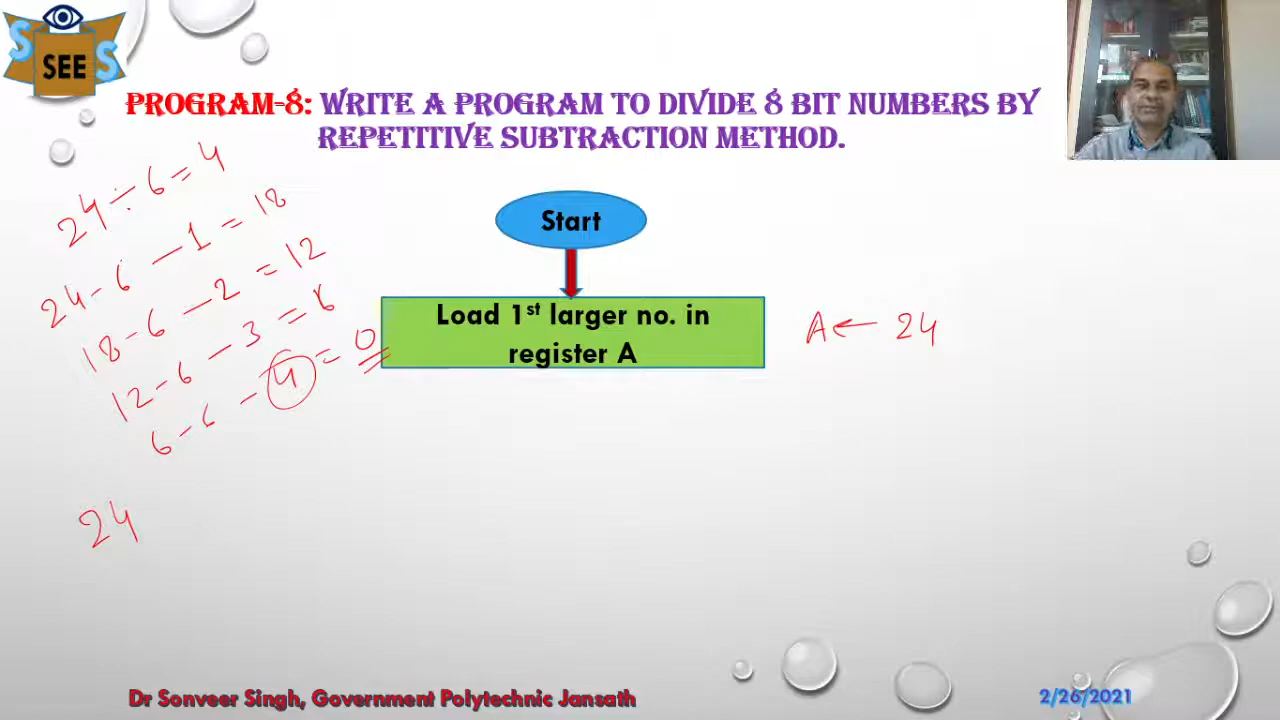 S SEE S
PROGRAM-8: WRITE A PROGRAM TO DIVIDE 8 BIT NUMBERS BY
REPETITIVE SUBTRACTION METHOD.
24 ÷ 6 = 4
24 - 6 — 1 = 18
18 - 6 — 2 = 12
12 - 6 — 3 = 6
6 - 6 — 4 = 0
24
Start
Load 1st larger no. in
register A
A ← 24
Dr Sonveer Singh, Government Polytechnic Jansath
2/26/2021